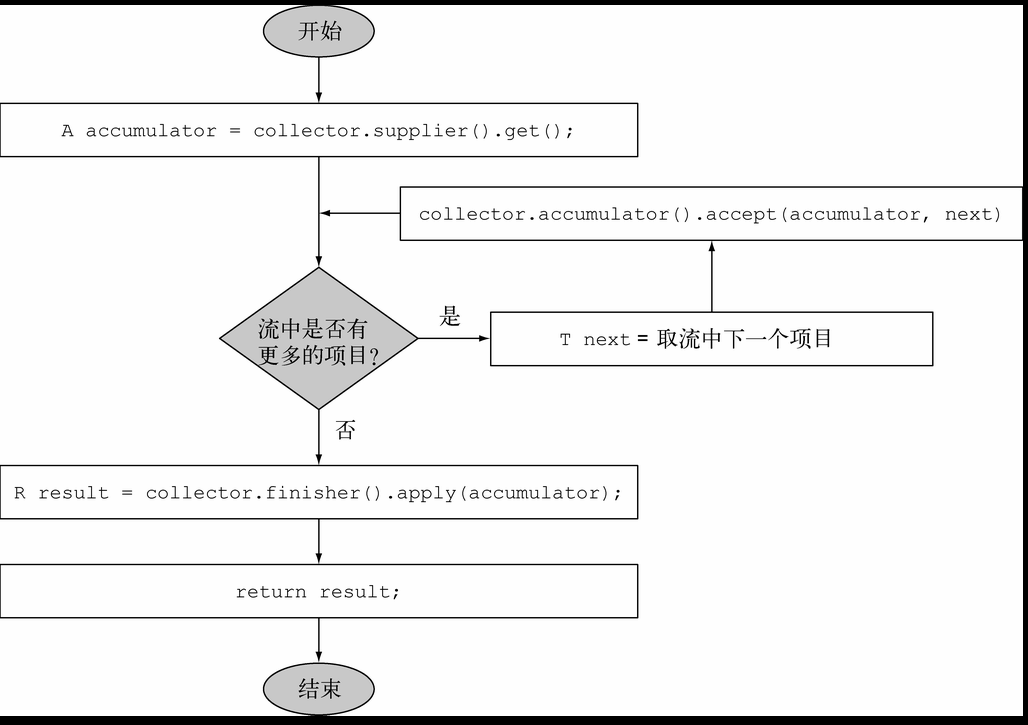 开始
A accumulator = collector.supplier().get();
collector.accumulator().accept(accumulator, next)
流中是否有
更多的项目?
是
T next = 取流中下一个项目
否
R result = collector.finisher().apply(accumulator);
return result;
结束